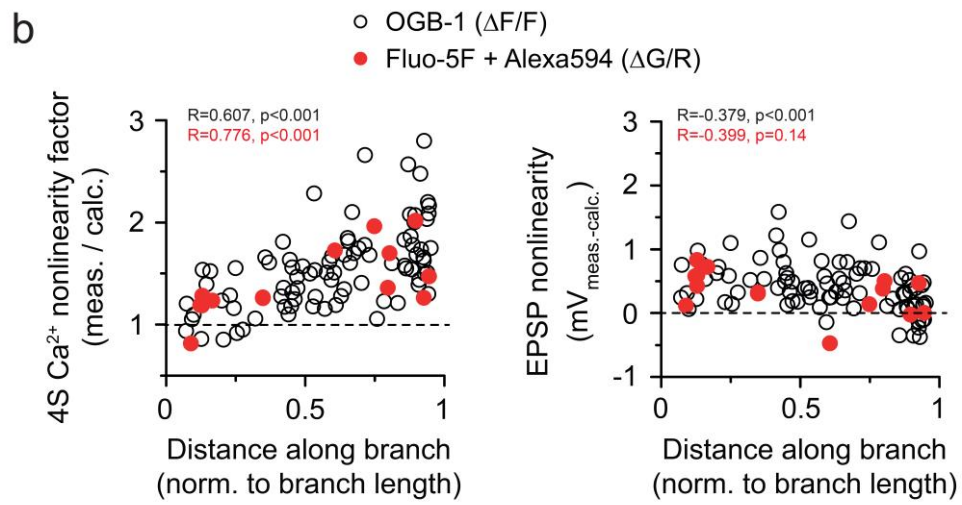 b
OGB-1 (ΔF/F)
Fluo-5F + Alexa594 (ΔG/R)
4S Ca²⁺ nonlinearity factor
(meas. / calc.)
R=0.607, p<0.001
R=0.776, p<0.001
3
2
1
0
0.5
1
Distance along branch
(norm. to branch length)
EPSP nonlinearity
(mV meas.-calc.)
R=-0.379, p<0.001
R=-0.399, p=0.14
3
2
1
0
-1
0
0.5
1
Distance along branch
(norm. to branch length)